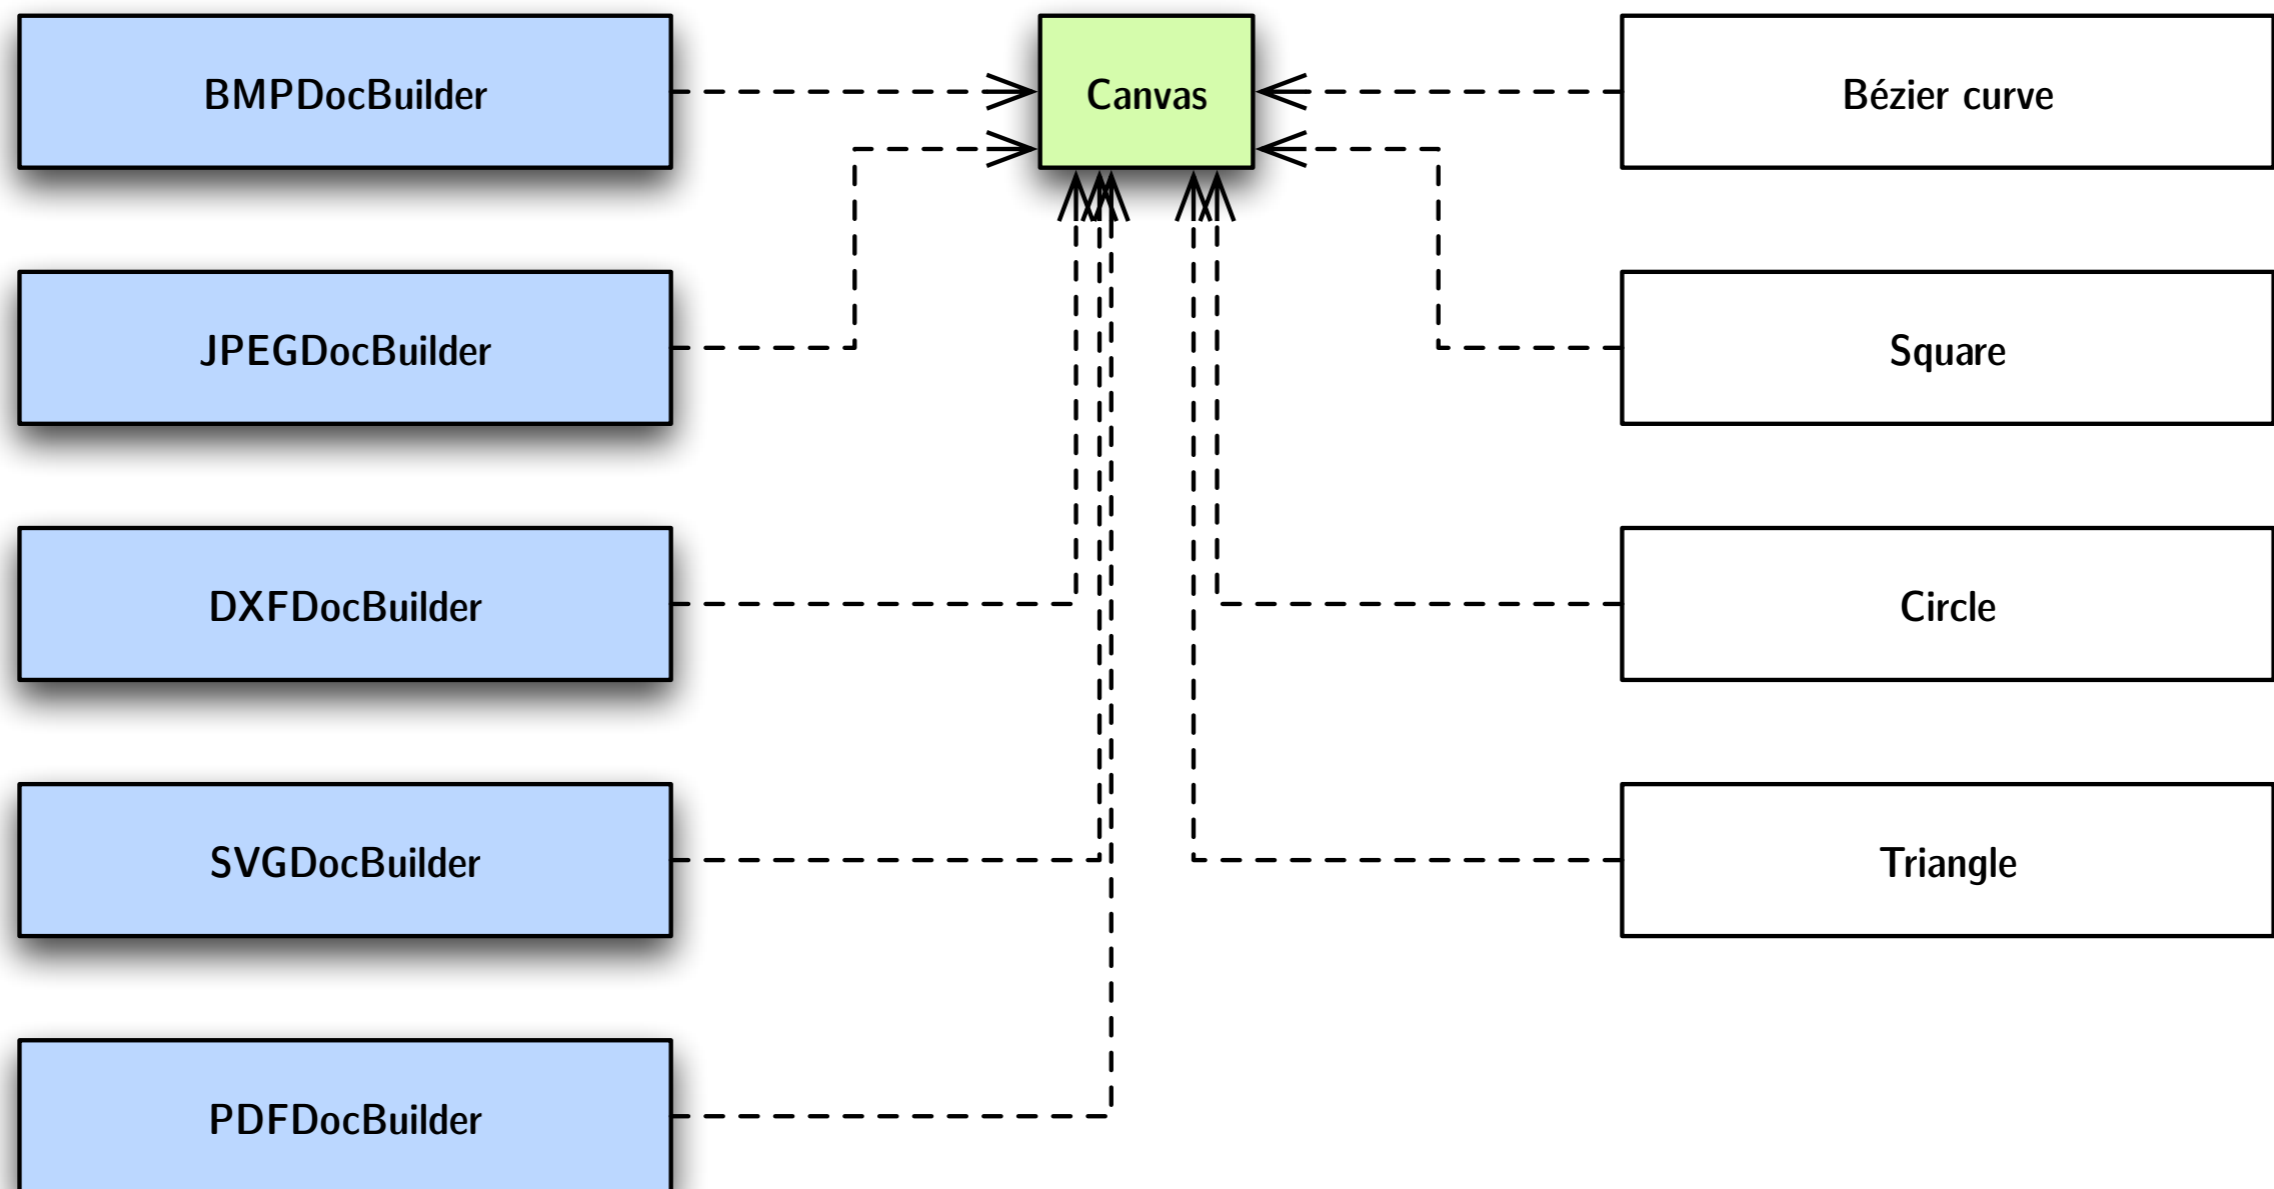 BMPDocBuilder
Canvas
Bézier curve
JPEGDocBuilder
Square
DXFDocBuilder
Circle
SVGDocBuilder
Triangle
PDFDocBuilder